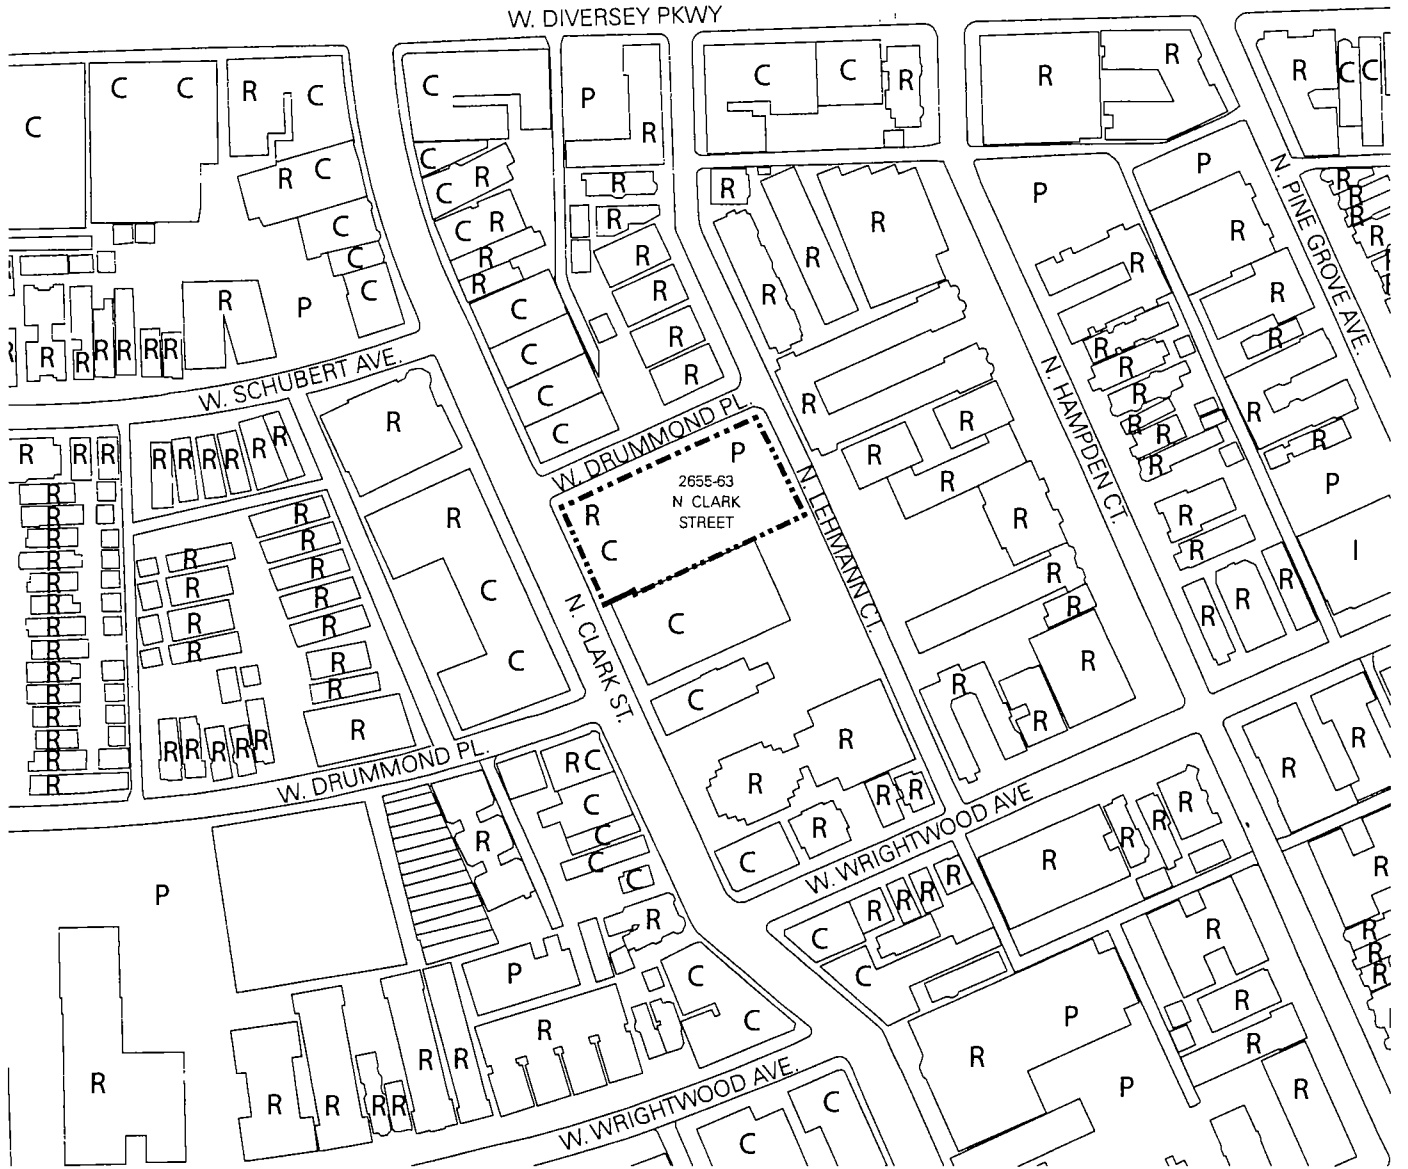 W. DIVERSEY PKWY
C C C R C C P R C C R R R R C C
C R C C R R R P R N. PINE GROVE AVE.
C C R R R R R R P R R R
R P C R R R R R R R
R R R R R R C C C C R R R R
W. SCHUBERT AVE.
N. HAMPDEN CT.
R R R R R R R R R R
W. DRUMMOND PL.
P
2655-63
N CLARK
STREET
R
C
N. LEHMANN CT.
N. CLARK ST.
R R R R R R R R P I
R R R R R R R R R
R R R R R R R R R
C C C C R R R R R
W. DRUMMOND PL.
R C C C C C R R R R R C
W. WRIGHTWOOD AVE
R R R R R R R
P R R P C C C C R R R R
R R R R R R R R P P R R R
W. WRIGHTWOOD AVE.
C C